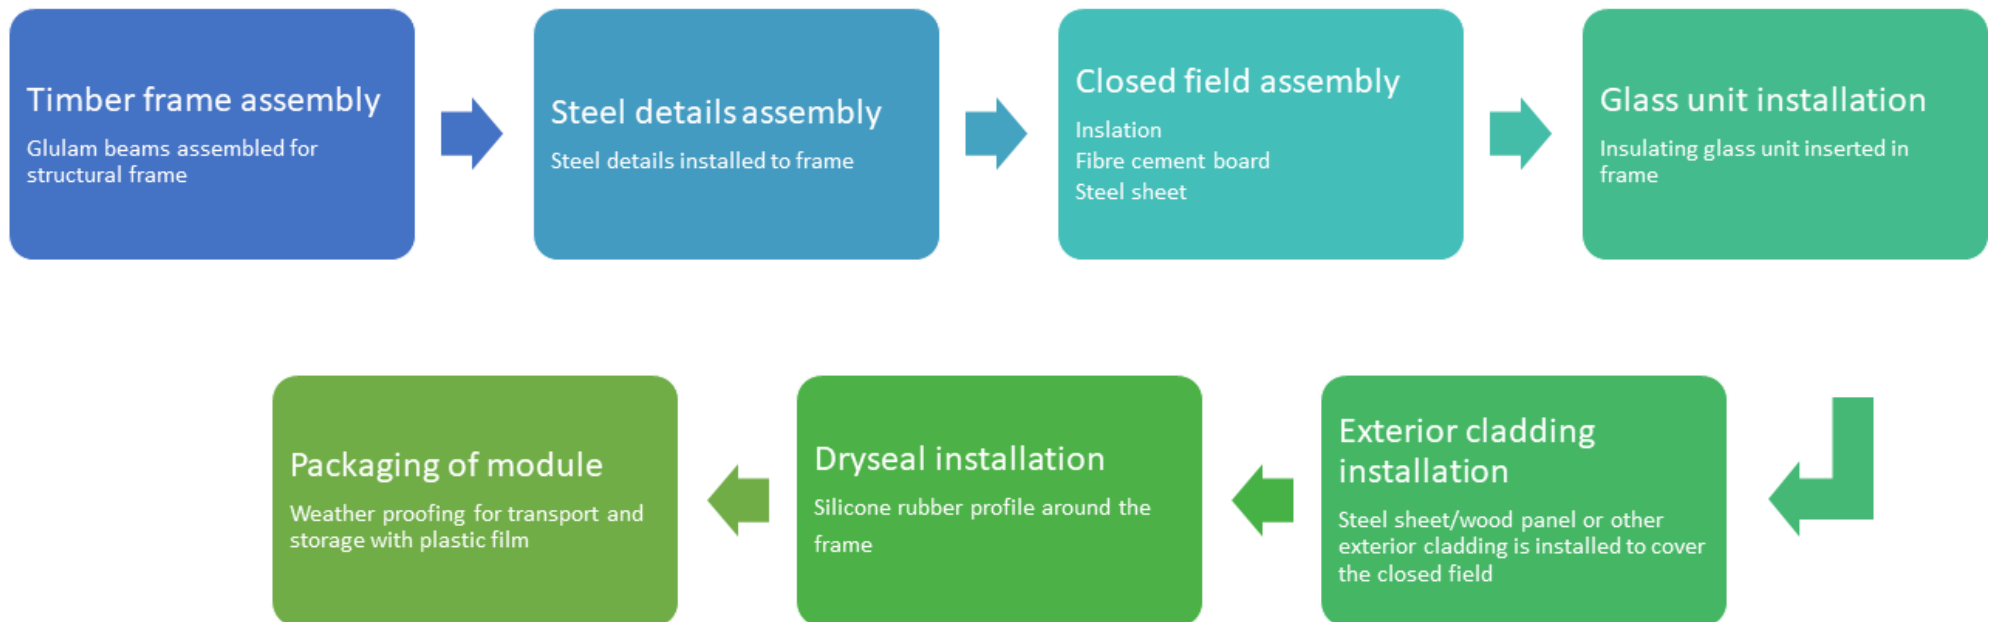 Timber frame assembly
Glulam beams assembled for
structural frame
Steel details assembly
Steel details installed to frame
Closed field assembly
Inslation
Fibre cement board
Steel sheet
Glass unit installation
Insulating glass unit inserted in
frame
Exterior cladding
installation
Steel sheet/wood panel or other
exterior cladding is installed to cover
the closed field
Dryseal installation
Silicone rubber profile around the
frame
Packaging of module
Weather proofing for transport and
storage with plastic film